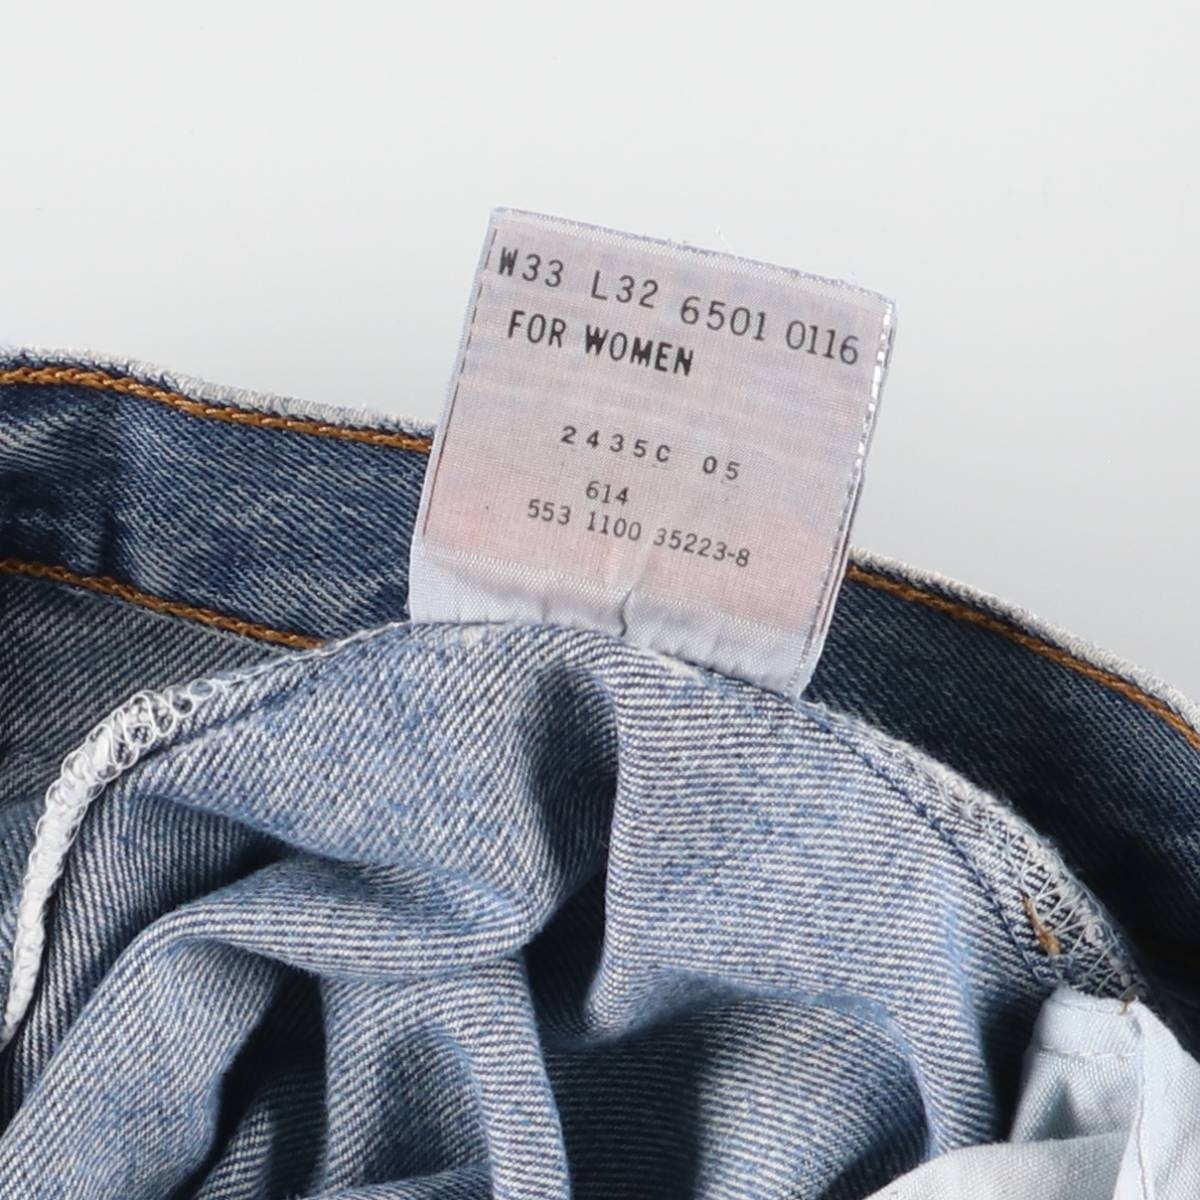 W33 L32 6501 0116
FOR WOMEN
2435C 05
614
553 1100 35223-8